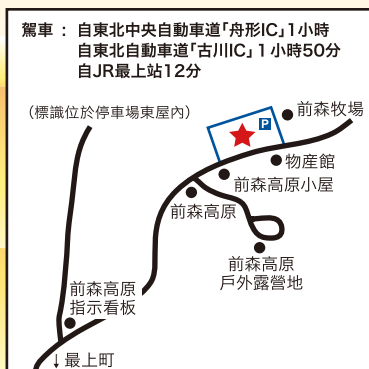 駕車 : 自東北中央自動車道「舟形IC」1小時
自東北自動車道「古川IC」1小時50分
自JR最上站12分
（標識位於停車場東屋內）
前森牧場
P
物産館
前森高原小屋
前森高原
前森高原
戶外露營地
前森高原
指示看板
↓最上町